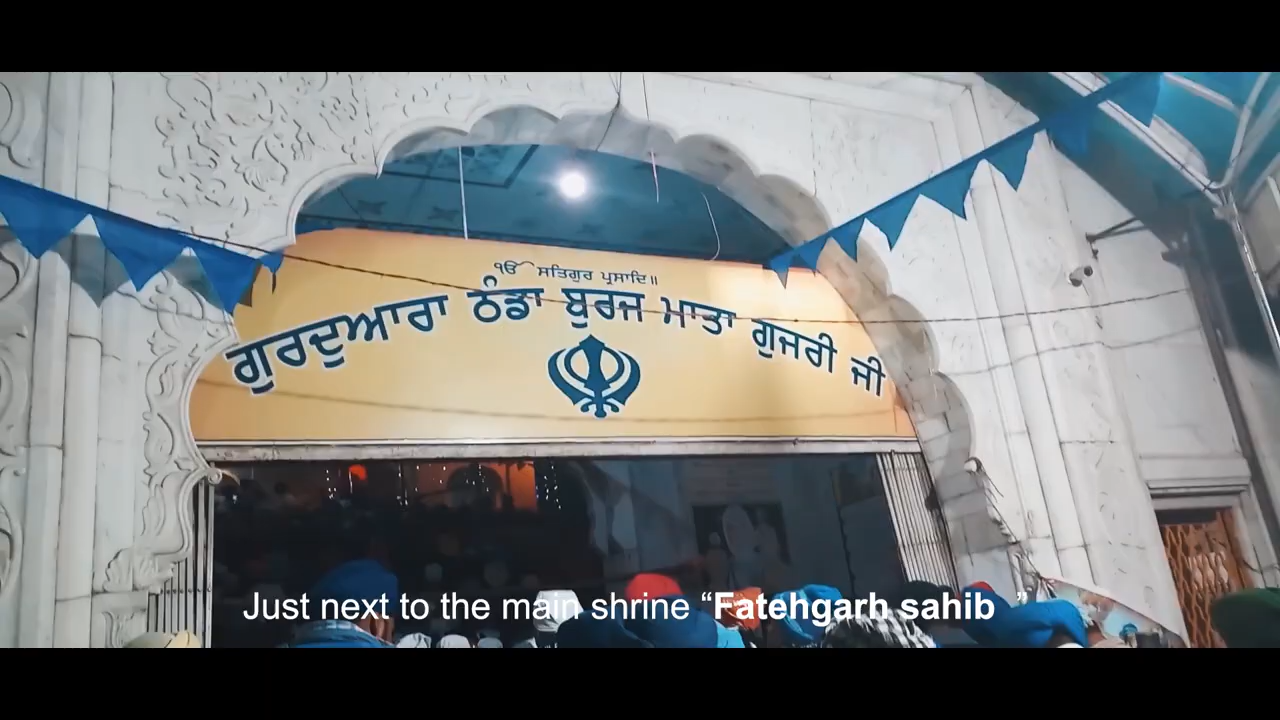 ੴ ਸਤਿਗੁਰ ਪ੍ਰਸਾਦਿ॥
ਗੁਰਦੁਆਰਾ ਠੰਡਾ ਬੁਰਜ ਮਾਤਾ ਗੁਜਰੀ ਜੀ
Just next to the main shrine “Fatehgarh sahib ”